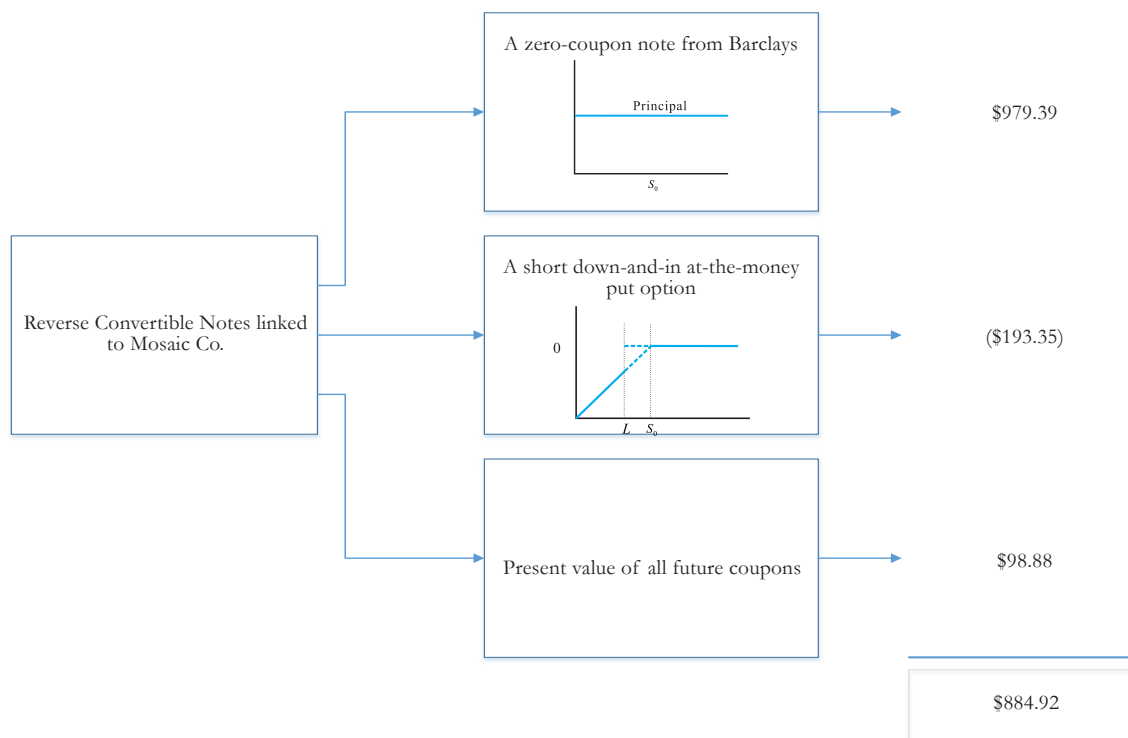 A zero-coupon note from Barclays
Principal
S₀
$979.39
Reverse Convertible Notes linked
to Mosaic Co.
A short down-and-in at-the-money
put option
0
L
S₀
($193.35)
Present value of all future coupons
$98.88
$884.92